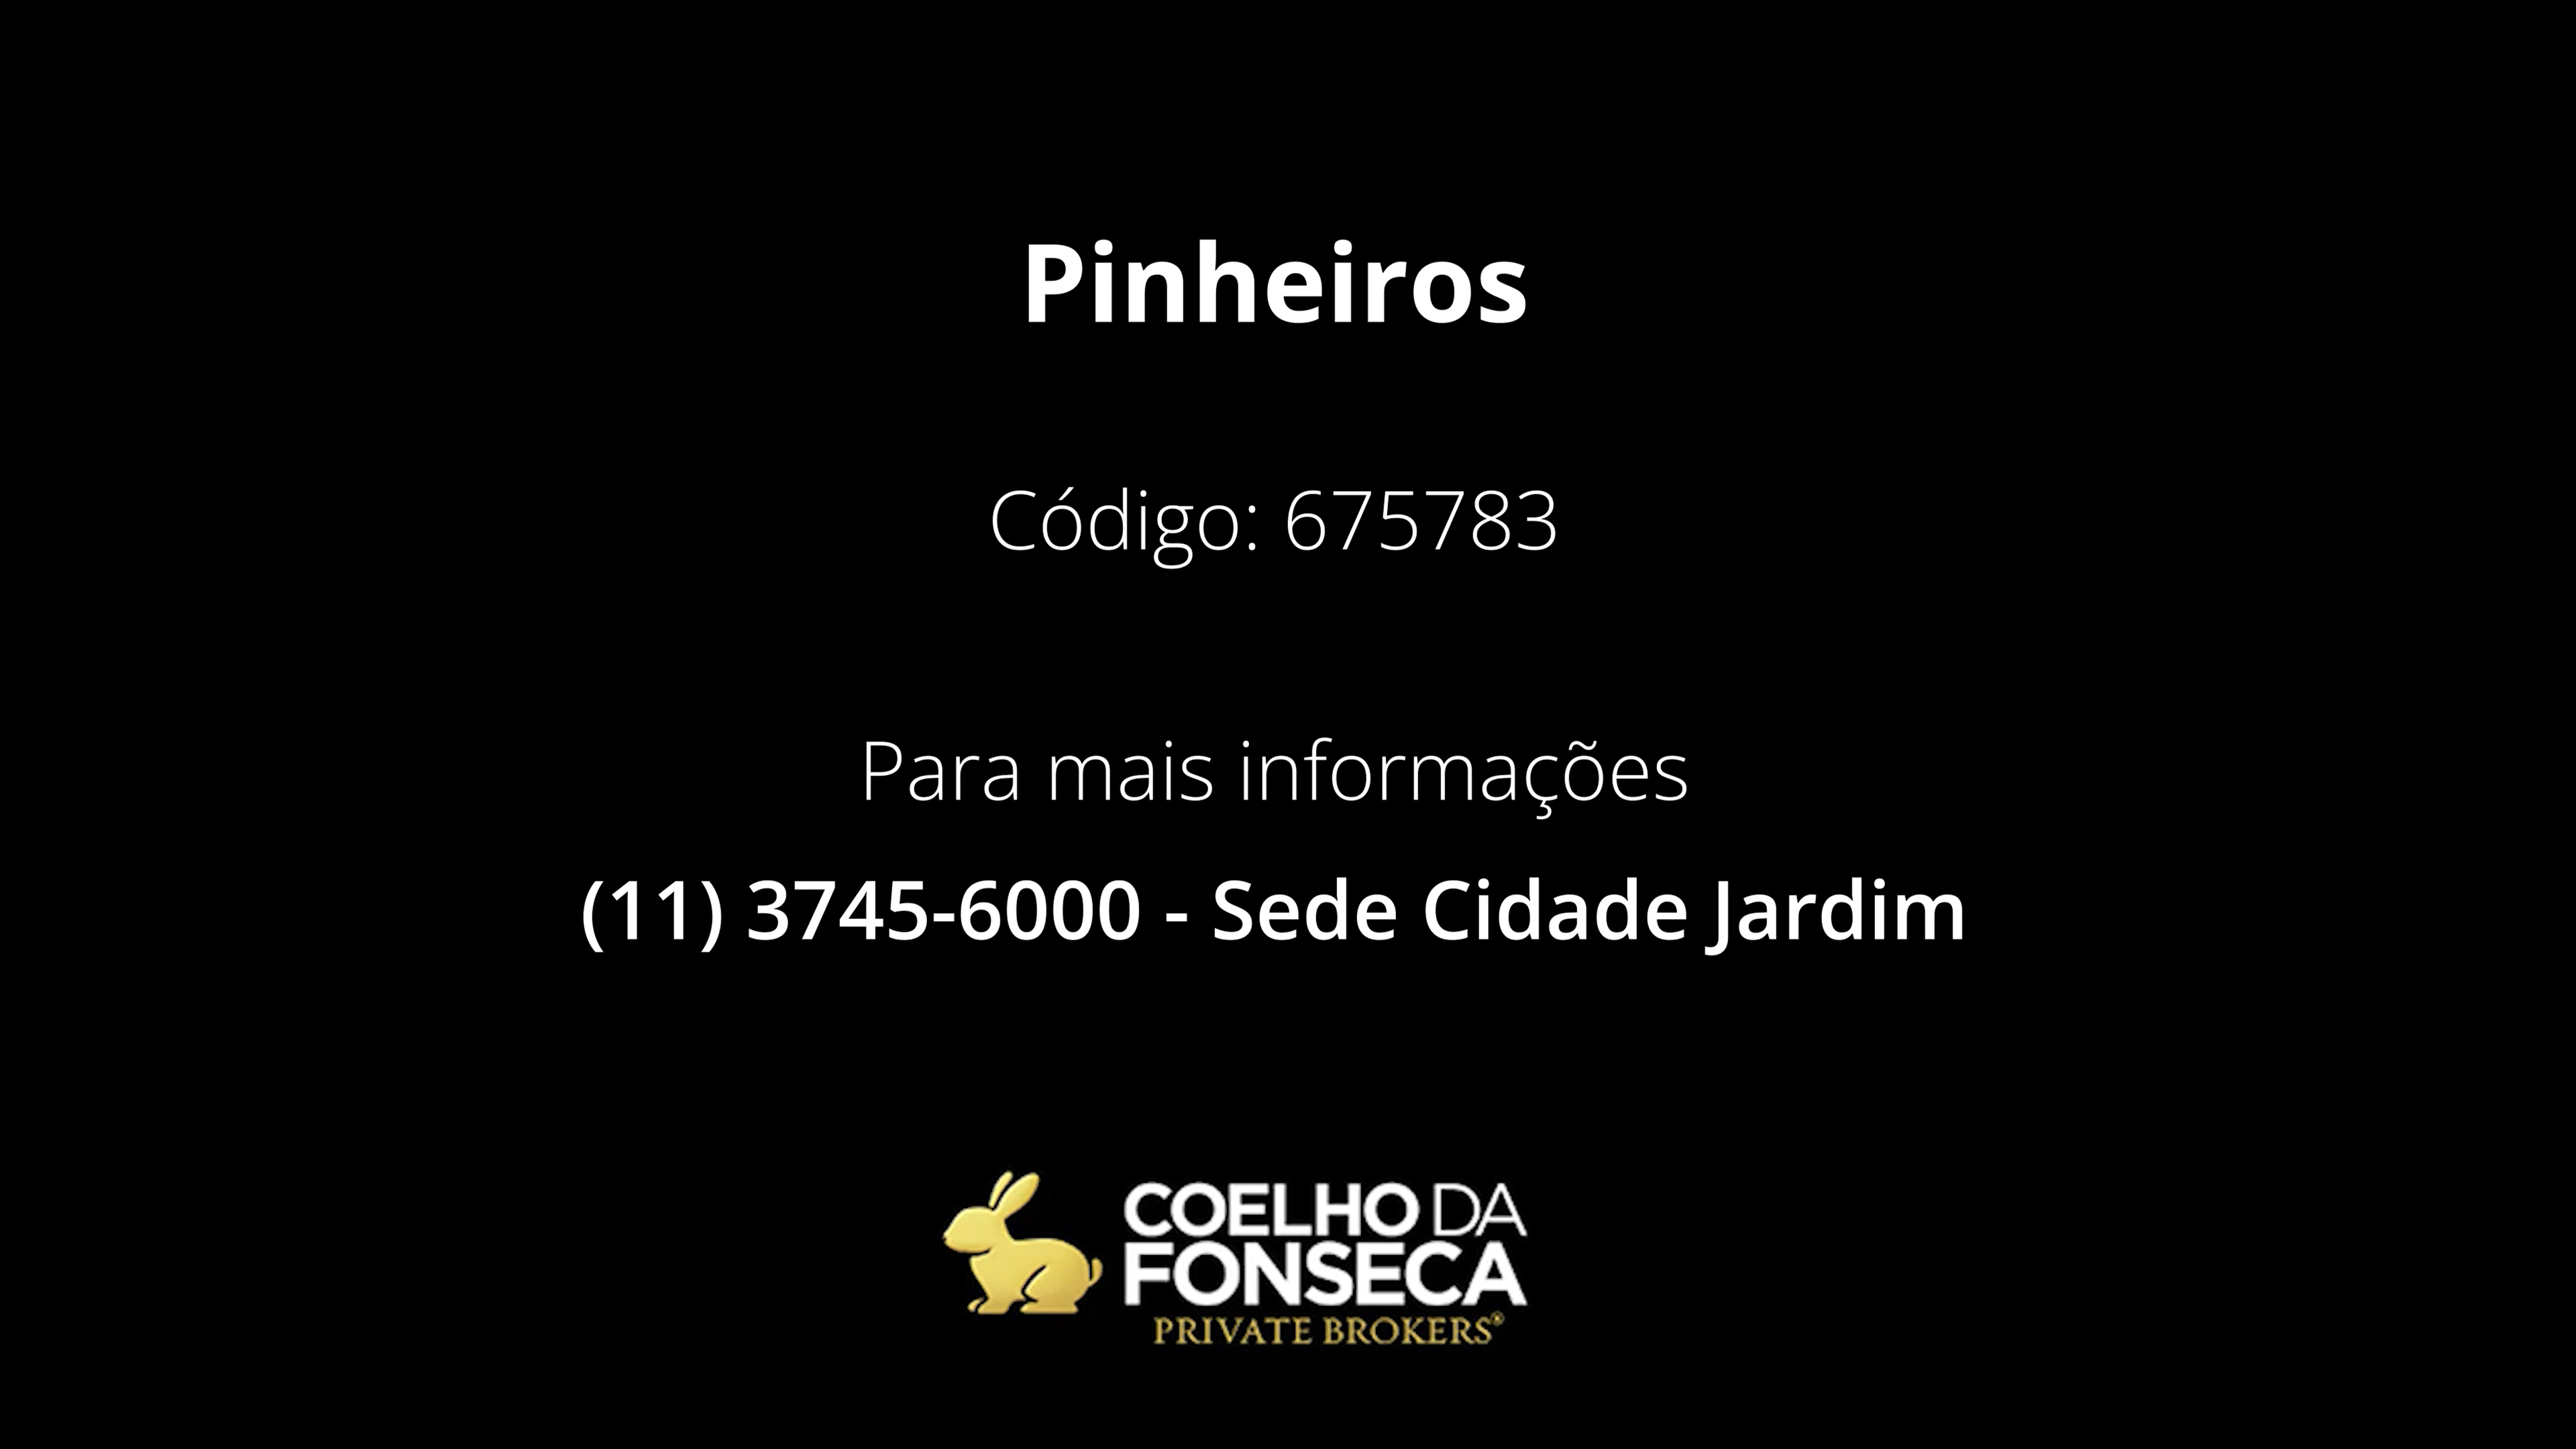 Pinheiros
Código: 675783
Para mais informações
(11) 3745-6000 - Sede Cidade Jardim
COELHO DA
FONSECA
PRIVATE BROKERS®